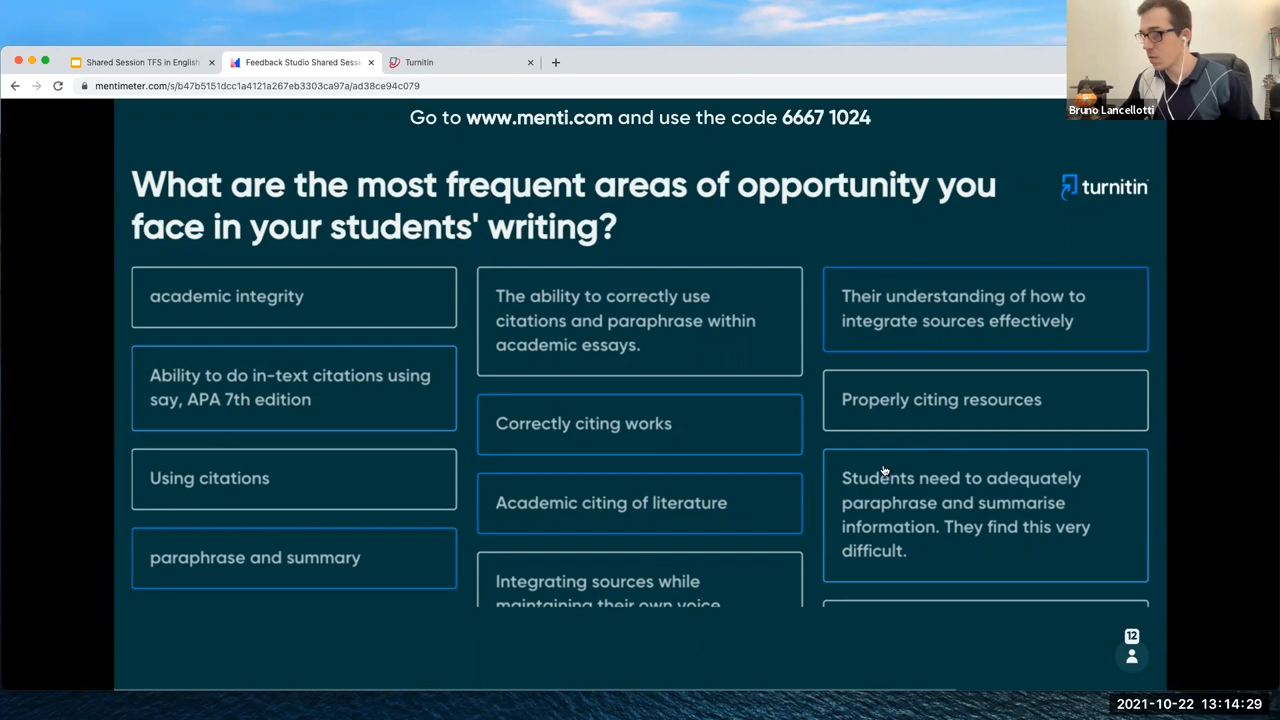 Shared Session TFS in English
Feedback Studio Shared Sessi
Turnitin
mentimeter.com/s/b47b5151dcc1a4121a267eb3303ca97a/ad38ce94c079
Bruno Lancellotti
Go to www.menti.com and use the code 6667 1024
What are the most frequent areas of opportunity you
face in your students' writing?
turnitin
academic integrity
Ability to do in-text citations using
say, APA 7th edition
Using citations
paraphrase and summary
The ability to correctly use
citations and paraphrase within
academic essays.
Correctly citing works
Academic citing of literature
Integrating sources while
maintaining their own voice
Their understanding of how to
integrate sources effectively
Properly citing resources
Students need to adequately
paraphrase and summarise
information. They find this very
difficult.
12
2021-10-22 13:14:29